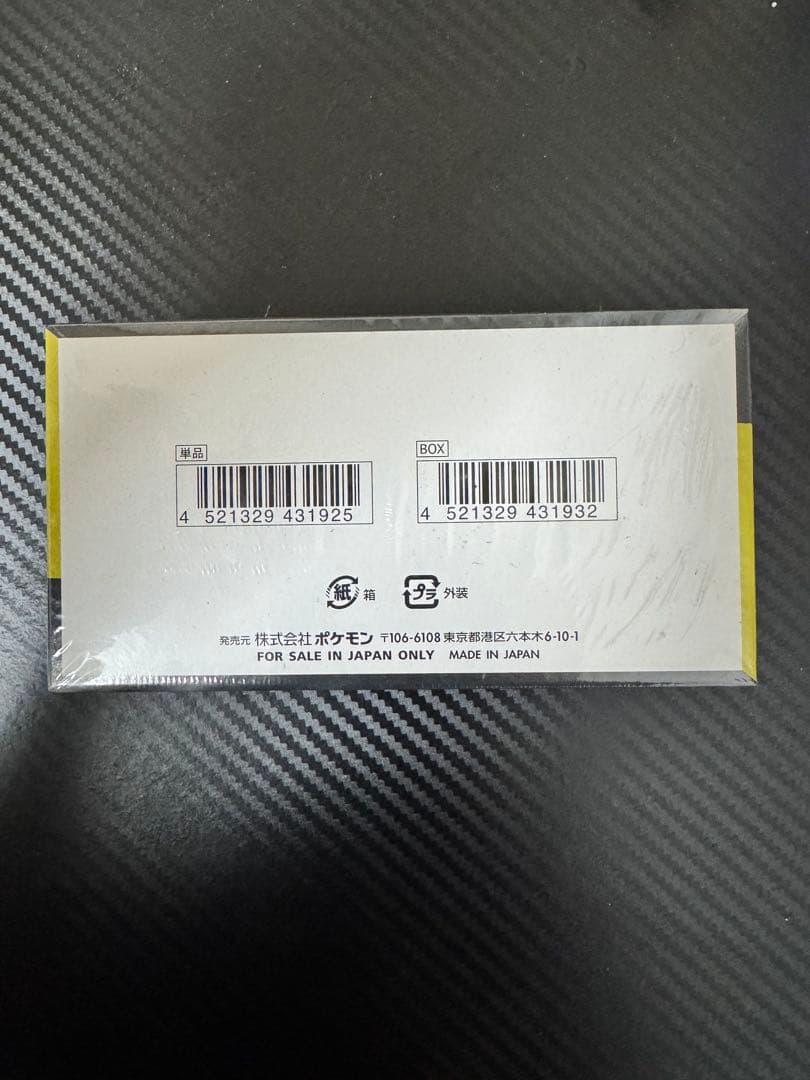 単品
4 521329 431925
BOX
4 521329 431932
紙 箱 プラ 外装
発売元 株式会社ポケモン 〒106-6108 東京都港区六本木6-10-1
FOR SALE IN JAPAN ONLY MADE IN JAPAN